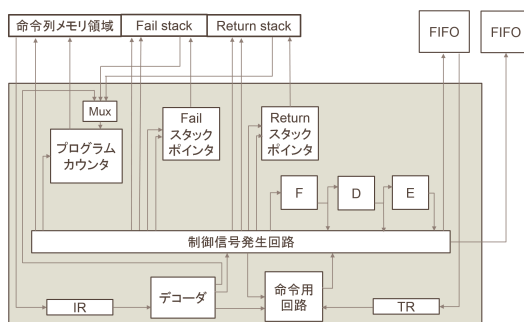 命令列メモリ領域 Fail stack Return stack
FIFO
FIFO
Mux
プログラム
カウンタ
Fail
スタック
ポインタ
Return
スタック
ポインタ
F
D
E
制御信号発生回路
IR
デコーダ
命令用
回路
TR